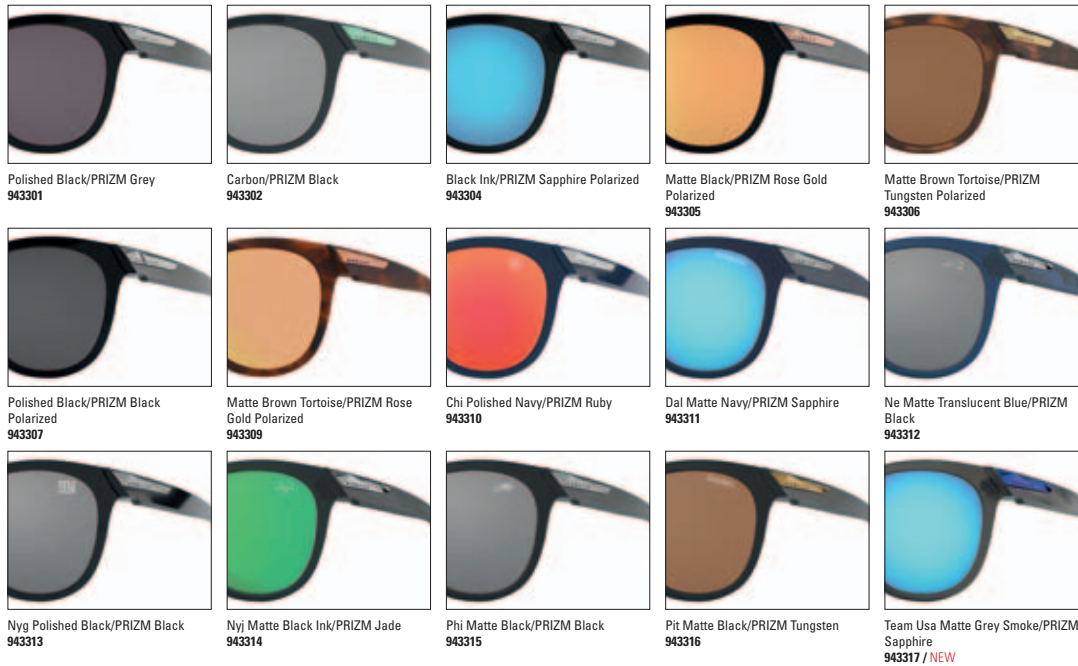 Polished Black/PRIZM Grey
943301
Carbon/PRIZM Black
943302
Black Ink/PRIZM Sapphire Polarized
943304
Matte Black/PRIZM Rose Gold
Polarized
943305
Matte Brown Tortoise/PRIZM
Tungsten Polarized
943306
Polished Black/PRIZM Black
Polarized
943307
Matte Brown Tortoise/PRIZM Rose
Gold Polarized
943309
Chi Polished Navy/PRIZM Ruby
943310
Dal Matte Navy/PRIZM Sapphire
943311
Ne Matte Translucent Blue/PRIZM
Black
943312
Nyg Polished Black/PRIZM Black
943313
Nyj Matte Black Ink/PRIZM Jade
943314
Phi Matte Black/PRIZM Black
943315
Pit Matte Black/PRIZM Tungsten
943316
Team Usa Matte Grey Smoke/PRIZM
Sapphire
943317 / NEW